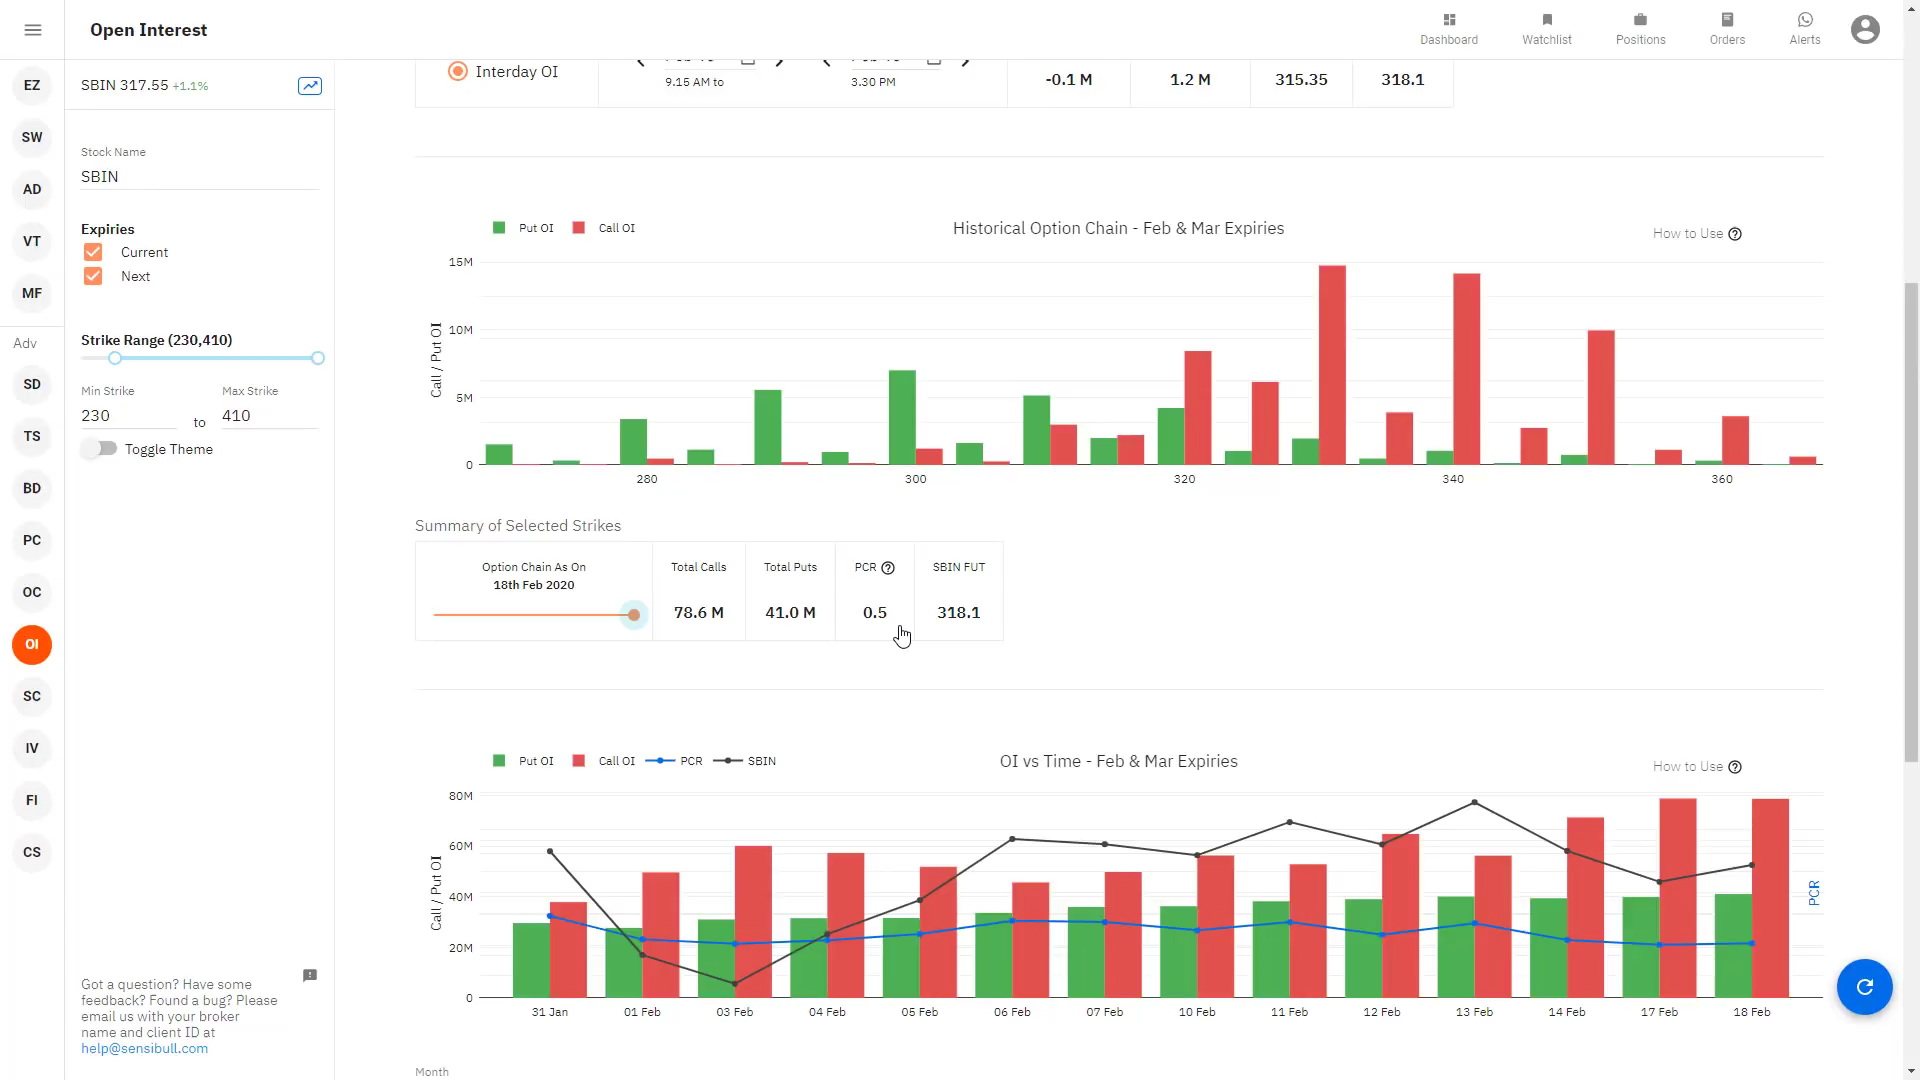 Open Interest
Dashboard
Watchlist
Positions
Orders
Alerts
EZ
SW
AD
VT
MF
Adv
SD
TS
BD
PC
OC
OI
SC
IV
FI
CS
SBIN 317.55 +1.1%
Stock Name
SBIN
Expiries
Current
Next
Strike Range (230,410)
Min Strike
Max Strike
230
to
410
Toggle Theme
Got a question? Have some
feedback? Found a bug? Please
email us with your broker
name and client ID at
help@sensibull.com
Interday OI
9.15 AM to
3.30 PM
-0.1 M
1.2 M
315.35
318.1
Put OI
Call OI
Historical Option Chain - Feb & Mar Expiries
How to Use
Call / Put OI
15M
10M
5M
0
280
300
320
340
360
Summary of Selected Strikes
Option Chain As On
18th Feb 2020
Total Calls
78.6 M
Total Puts
41.0 M
PCR
0.5
SBIN FUT
318.1
Put OI
Call OI
PCR
SBIN
OI vs Time - Feb & Mar Expiries
How to Use
Call / Put OI
80M
60M
40M
20M
0
PCR
31 Jan
01 Feb
03 Feb
04 Feb
05 Feb
06 Feb
07 Feb
10 Feb
11 Feb
12 Feb
13 Feb
14 Feb
17 Feb
18 Feb
Month